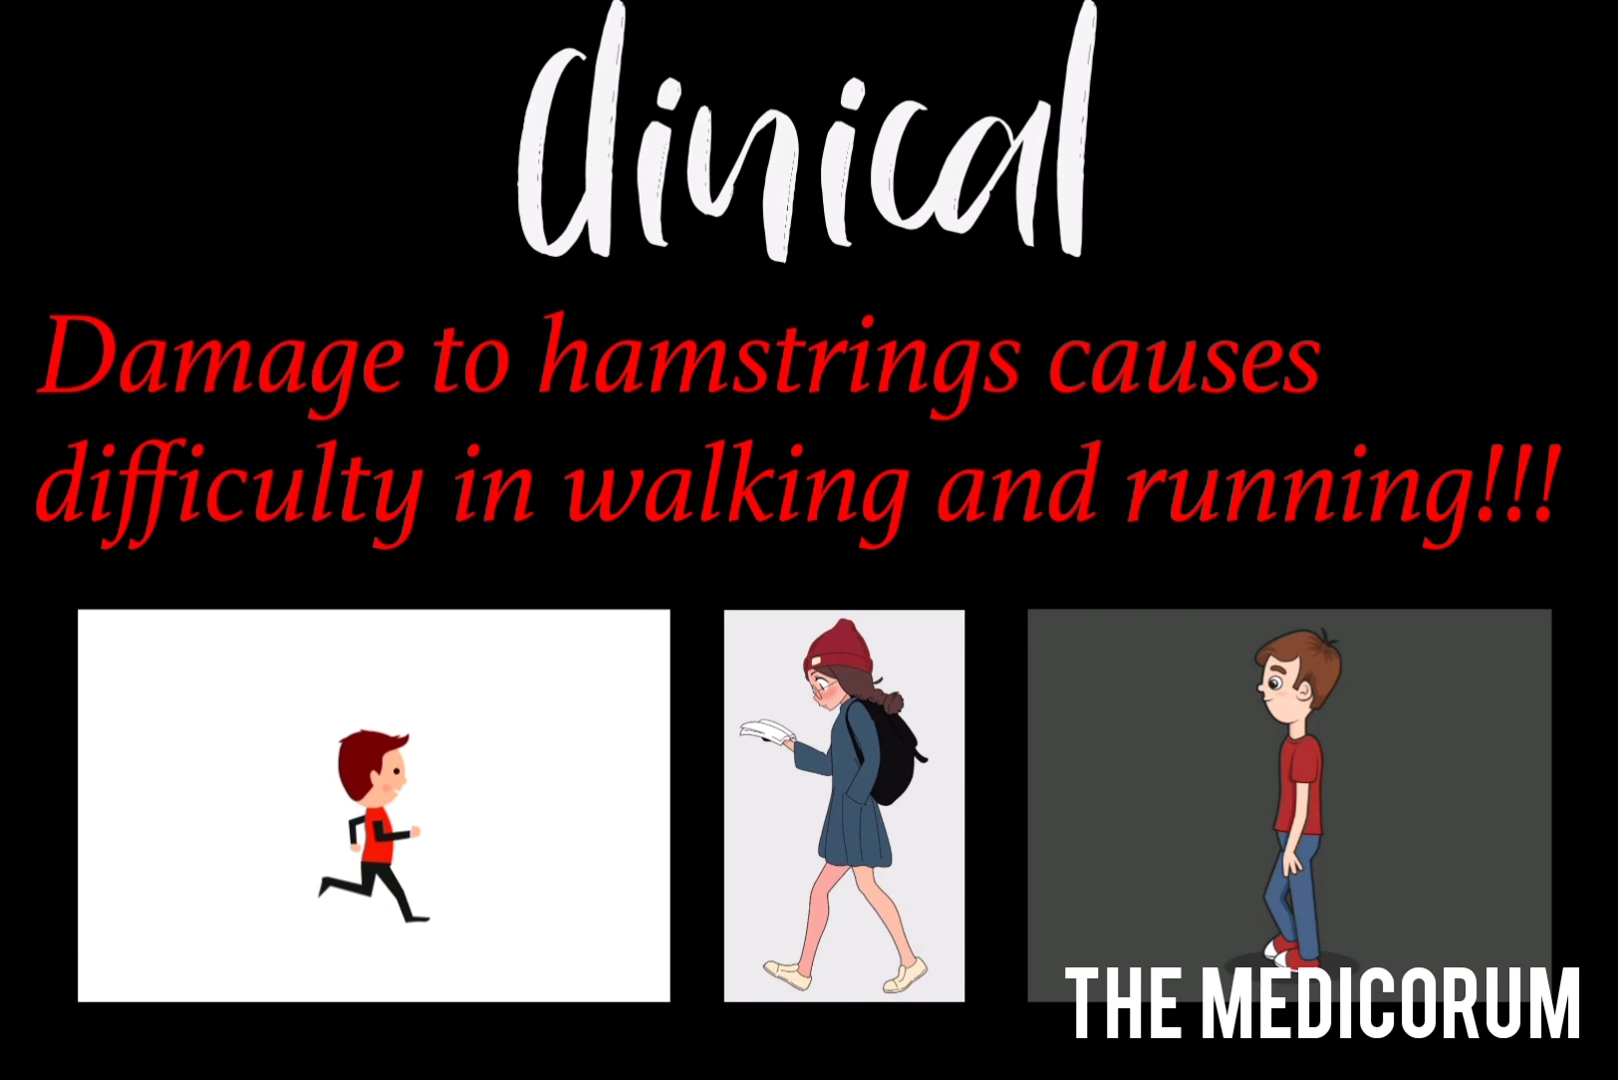 clinical
Damage to hamstrings causes
difficulty in walking and running!!!
THE MEDICORUM